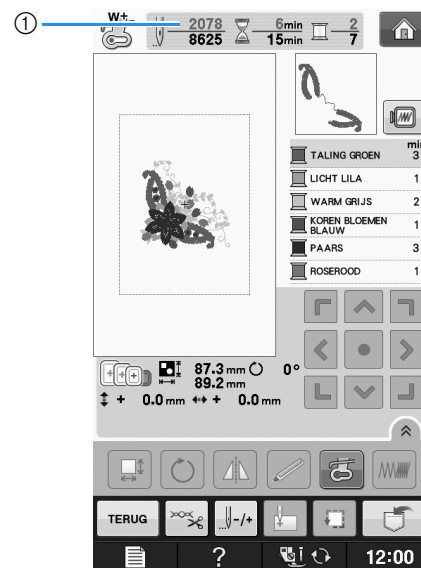 ①
W+
2078 6min 2
8625 15min 7
min
TALING GROEN 3
LICHT LILA 1
WARM GRIJS 2
KOREN BLOEMEN
BLAUW 1
PAARS 3
ROSEROOD 1
87.3 mm 0°
89.2 mm
+ 0.0 mm + 0.0 mm
TERUG -/+
? 12:00